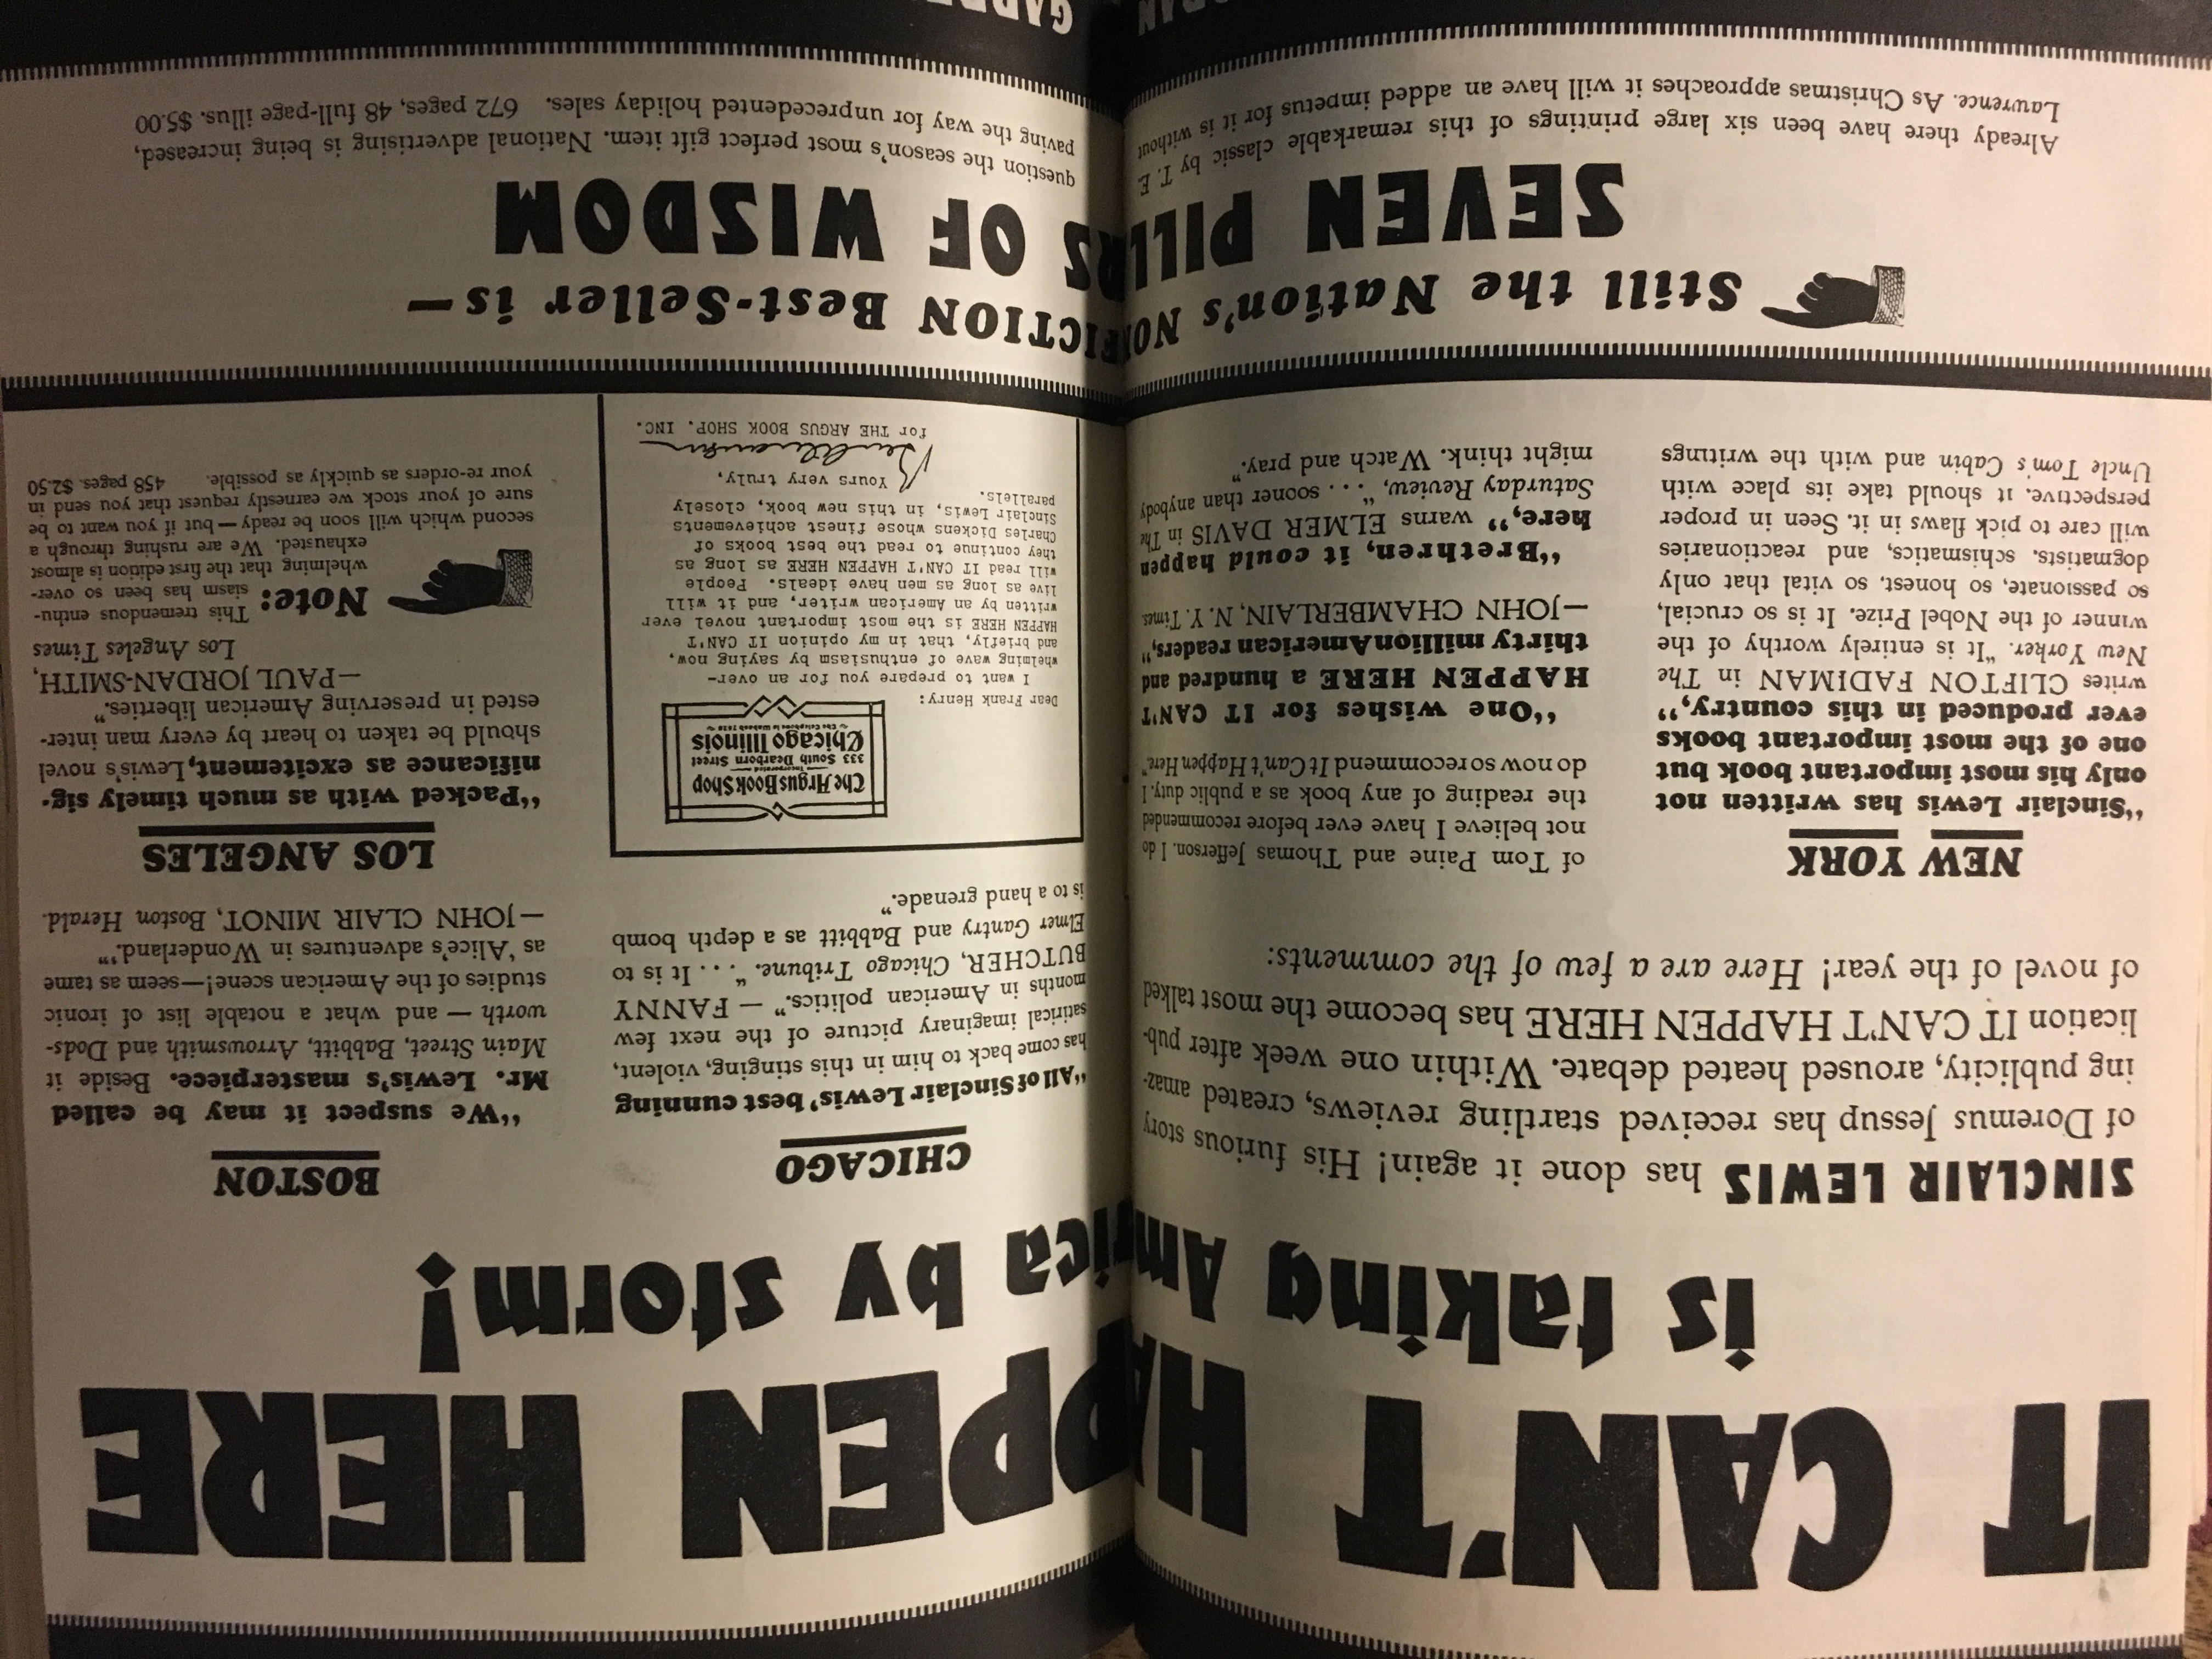 IT CAN'T HAPPEN HERE
is taking America by storm!
SINCLAIR LEWIS has done it again! His furious story
of Doremus Jessup has received startling reviews, created amaz-
ing publicity, aroused heated debate. Within one week after pub-
lication IT CAN'T HAPPEN HERE has become the most talked
of novel of the year! Here are a few of the comments:
NEW YORK
“Sinclair Lewis has written not
only his most important book but
one of the most important books
ever produced in this country,”
writes CLIFTON FADIMAN in The
New Yorker. “It is entirely worthy of the
winner of the Nobel Prize. It is so crucial,
so passionate, so honest, so vital that only
dogmatists, schismatics, and reactionaries
will care to pick flaws in it. Seen in proper
perspective, it should take its place with
Uncle Tom's Cabin and with the writings
of Tom Paine and Thomas Jefferson. I do
not believe I have ever before recommended
the reading of any book as a public duty. I
do now so recommend It Can't Happen Here.”
“One wishes for IT CAN'T
HAPPEN HERE a hundred and
thirty million American readers,”
—JOHN CHAMBERLAIN, N. Y. Times.
“Brethren, it could happen
here,” warns ELMER DAVIS in The
Saturday Review, “. . . sooner than anybody
might think. Watch and pray.”
CHICAGO
“All of Sinclair Lewis' best cunning
has come back to him in this stinging, violent,
satirical imaginary picture of the next few
months in American politics.” — FANNY
BUTCHER, Chicago Tribune. “. . . It is to
Elmer Gantry and Babbitt as a depth bomb
is to a hand grenade.”
The Argus Book Shop
Incorporated
333 South Dearborn Street
Chicago Illinois
Dear Frank Henry:
I want to prepare you for an over-
whelming wave of enthusiasm by saying now,
and briefly, that in my opinion IT CAN'T
HAPPEN HERE is the most important novel ever
written by an American writer, and it will
live as long as men have ideals. People
will read IT CAN'T HAPPEN HERE as long as
they continue to read the best books of
Charles Dickens whose finest achievements
Sinclair Lewis, in this new book, closely
parallels.
Yours very truly,
Ben Abramson
for THE ARGUS BOOK SHOP. INC.
BOSTON
“We suspect it may be called
Mr. Lewis's masterpiece. Beside it
Main Street, Babbitt, Arrowsmith and Dods-
worth — and what a notable list of ironic
studies of the American scene!—seem as tame
as ‘Alice's adventures in Wonderland.’”
—JOHN CLAIR MINOT, Boston Herald.
LOS ANGELES
“Packed with as much timely sig-
nificance as excitement, Lewis's novel
should be taken to heart by every man inter-
ested in preserving American liberties.”
—PAUL JORDAN-SMITH,
Los Angeles Times
Note: This tremendous enthu-
siasm has been so over-
whelming that the first edition is almost
exhausted. We are rushing through a
second which will soon be ready — but if you want to be
sure of your stock we earnestly request that you send in
your re-orders as quickly as possible. 458 pages. $2.50
Still the Nation's NONFICTION Best-Seller is—
SEVEN PILLARS OF WISDOM
Already there have been six large printings of this remarkable classic by T. E.
Lawrence. As Christmas approaches it will have an added impetus for it is without
question the season's most perfect gift item. National advertising is being increased,
paving the way for unprecedented holiday sales. 672 pages, 48 full-page illus. $5.00